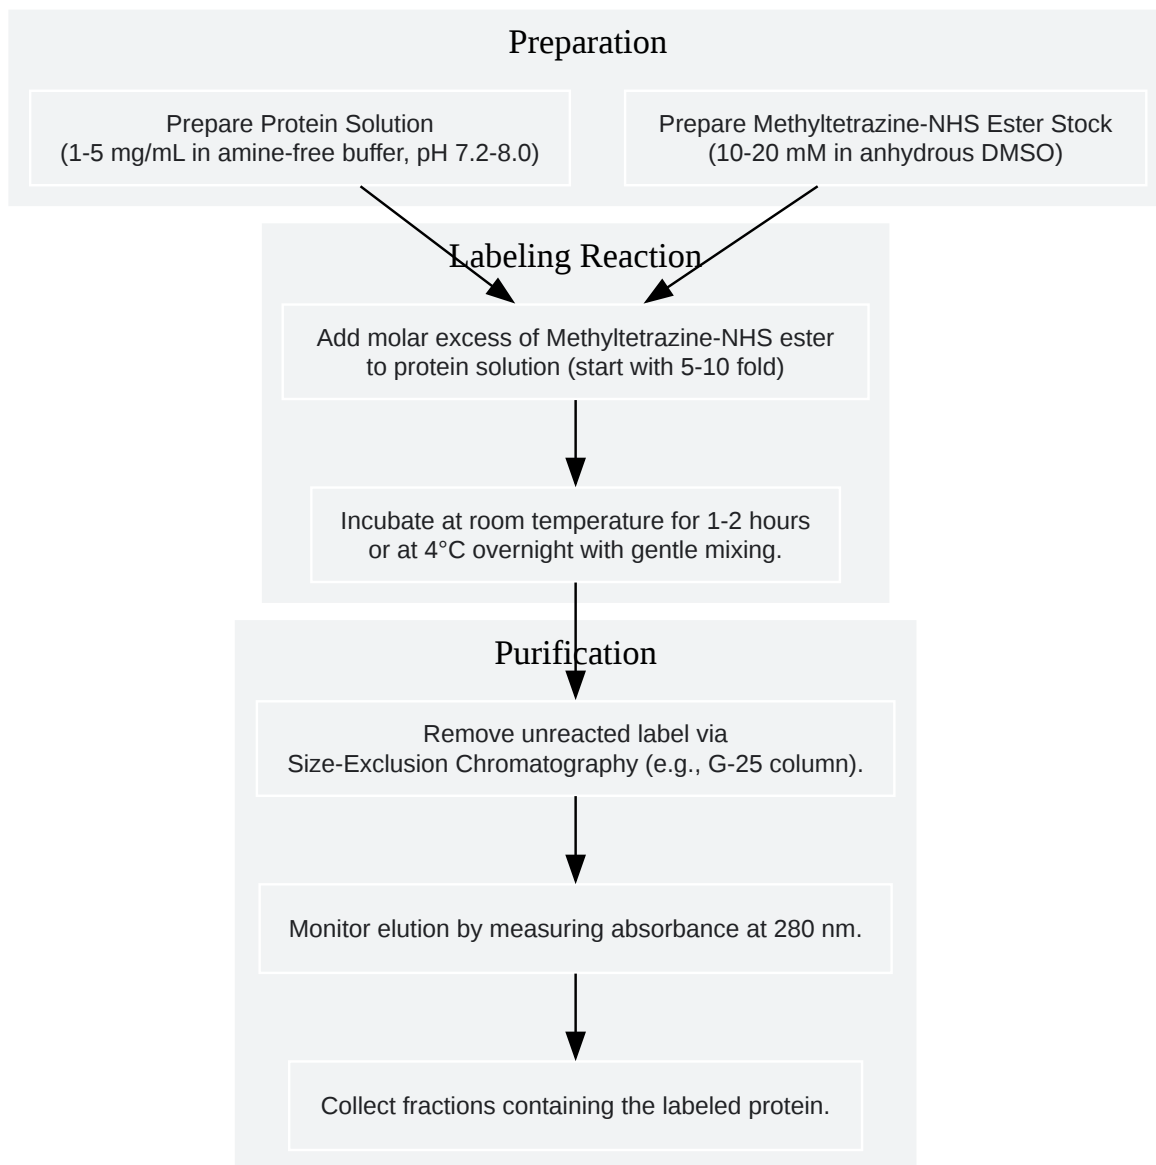 Preparation
Prepare Protein Solution
(1-5 mg/mL in amine-free buffer, pH 7.2-8.0)
Prepare Methyltetrazine-NHS Ester Stock
(10-20 mM in anhydrous DMSO)
Labeling Reaction
Add molar excess of Methyltetrazine-NHS ester
to protein solution (start with 5-10 fold)
Incubate at room temperature for 1-2 hours
or at 4°C overnight with gentle mixing.
Purification
Remove unreacted label via
Size-Exclusion Chromatography (e.g., G-25 column).
Monitor elution by measuring absorbance at 280 nm.
Collect fractions containing the labeled protein.